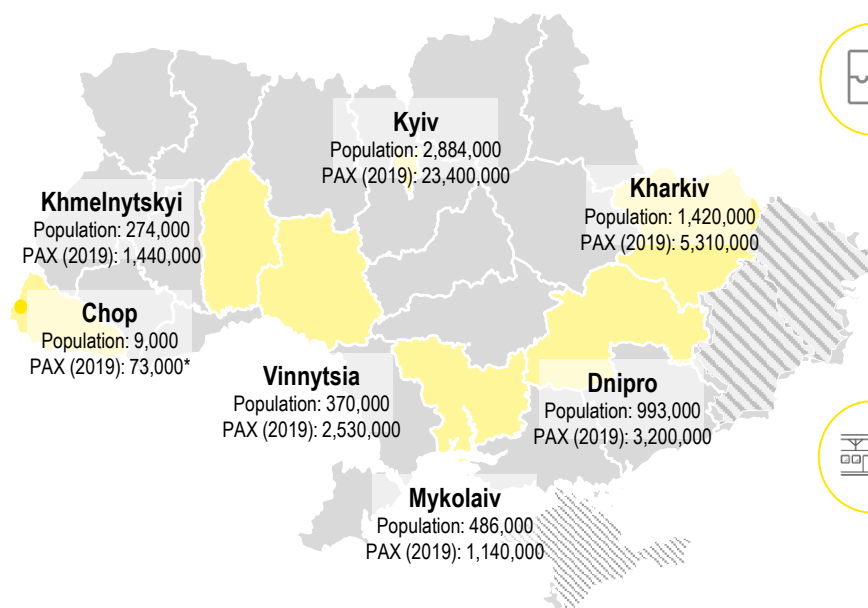 Kyiv
Population: 2,884,000
PAX (2019): 23,400,000
Kharkiv
Population: 1,420,000
PAX (2019): 5,310,000
Khmelnytskyi
Population: 274,000
PAX (2019): 1,440,000
Chop
Population: 9,000
PAX (2019): 73,000*
Vinnytsia
Population: 370,000
PAX (2019): 2,530,000
Dnipro
Population: 993,000
PAX (2019): 3,200,000
Mykolaiv
Population: 486,000
PAX (2019): 1,140,000